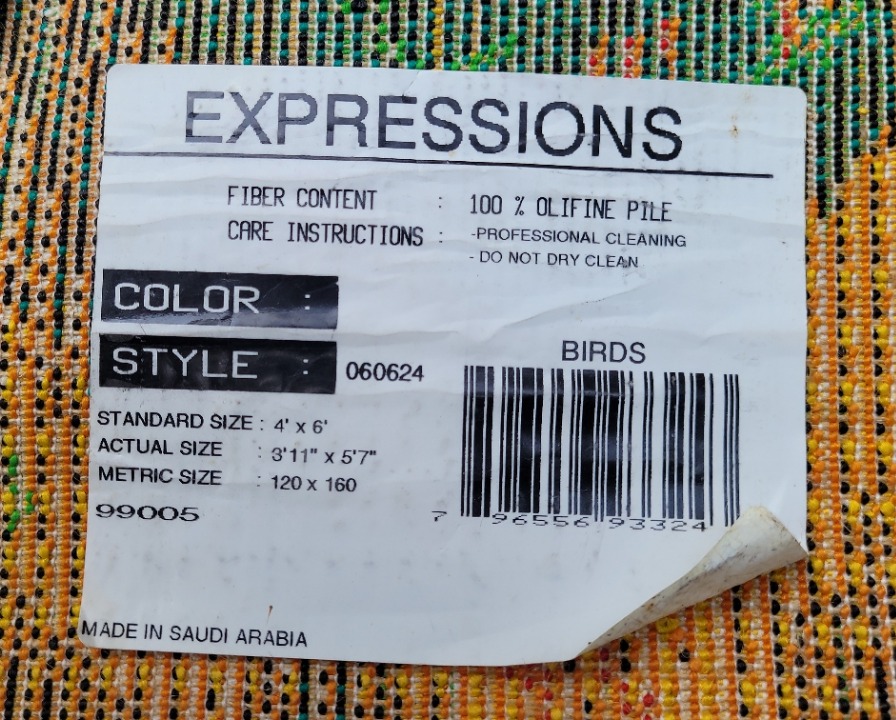 EXPRESSIONS
FIBER CONTENT : 100 % OLIFINE PILE
CARE INSTRUCTIONS : -PROFESSIONAL CLEANING
- DO NOT DRY CLEAN
COLOR :
STYLE : 060624
BIRDS
STANDARD SIZE : 4' x 6'
ACTUAL SIZE : 3'11" x 5'7"
METRIC SIZE : 120 x 160
99005
7 96556 93324
MADE IN SAUDI ARABIA